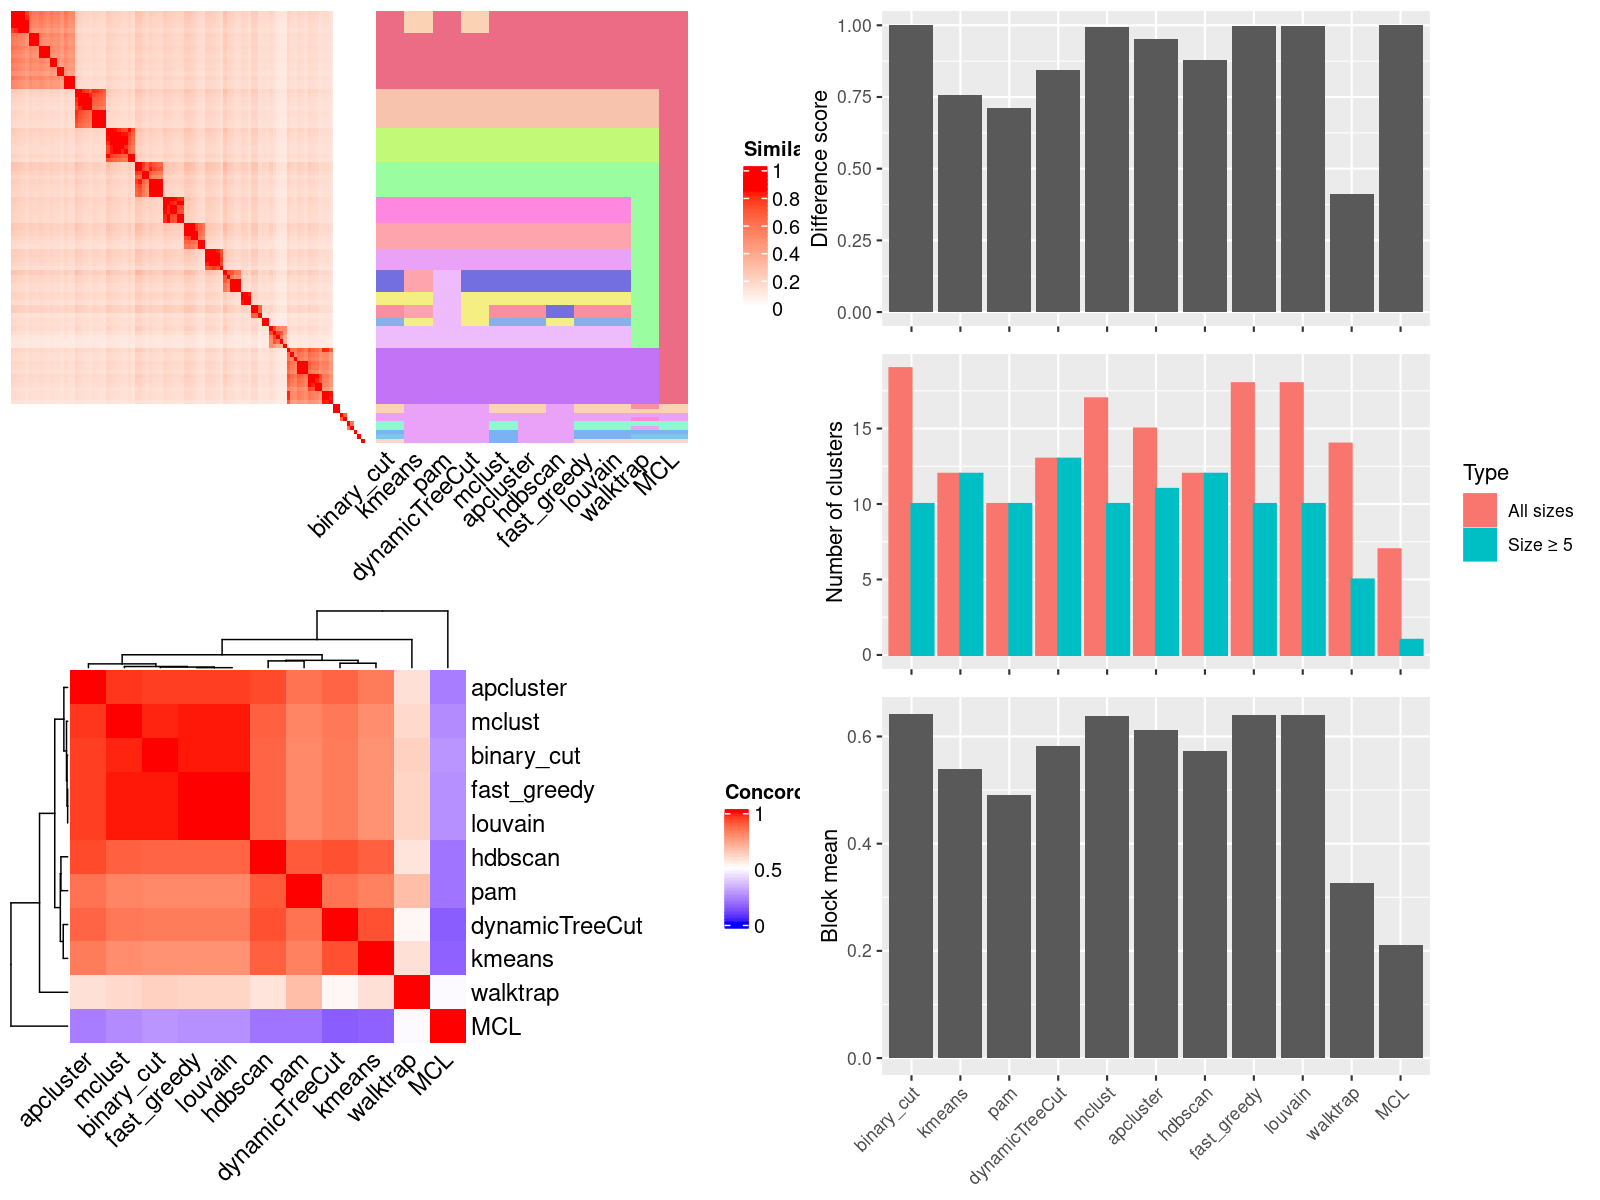 Simila
1
0.8
0.6
0.4
0.2
0
binary_cut
kmeans
pam
dynamicTreeCut
mclust
apcluster
hdbscan
fast_greedy
louvain
walktrap
MCL
Difference score
1.00
0.75
0.50
0.25
0.00
Number of clusters
15
10
5
0
Type
All sizes
Size ≥ 5
apcluster
mclust
binary_cut
fast_greedy
louvain
hdbscan
pam
dynamicTreeCut
kmeans
walktrap
MCL
apcluster
mclust
binary_cut
fast_greedy
louvain
hdbscan
pam
dynamicTreeCut
kmeans
walktrap
MCL
Concord
1
0.5
0
Block mean
0.6
0.4
0.2
0.0
binary_cut
kmeans
pam
dynamicTreeCut
mclust
apcluster
hdbscan
fast_greedy
louvain
walktrap
MCL